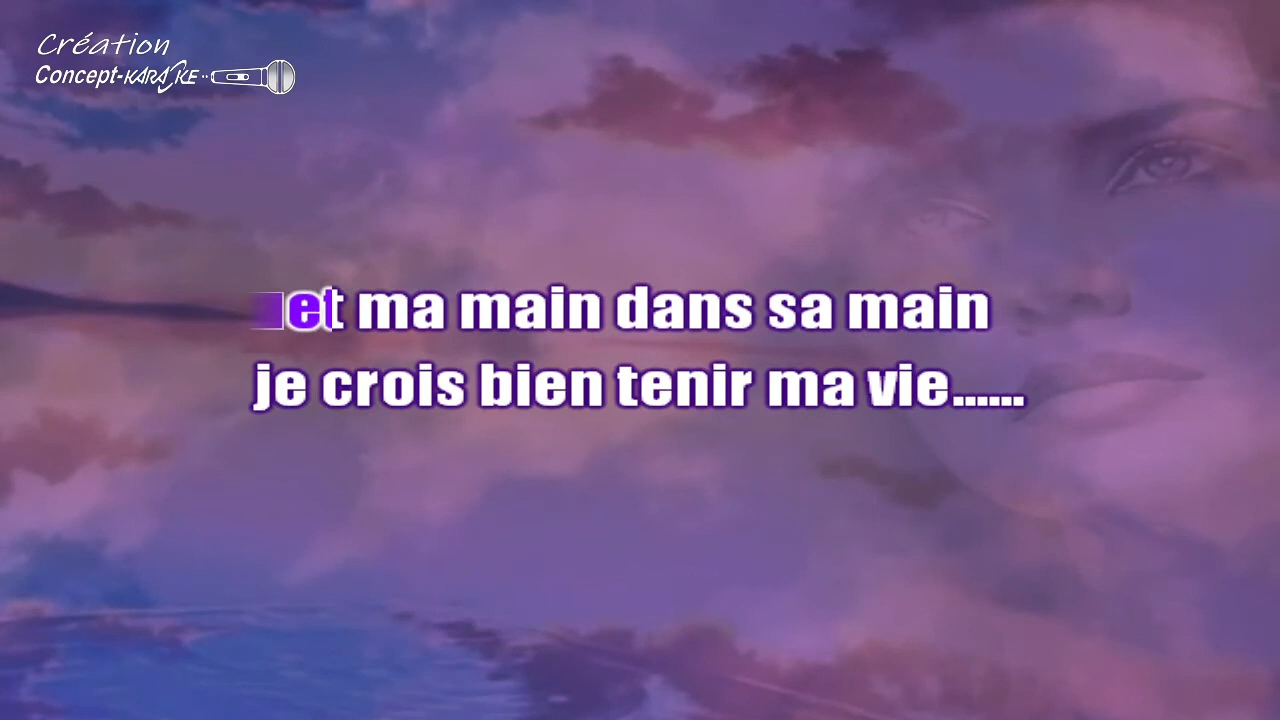 Création
Concept-KARAOKE
et ma main dans sa main
je crois bien tenir ma vie......